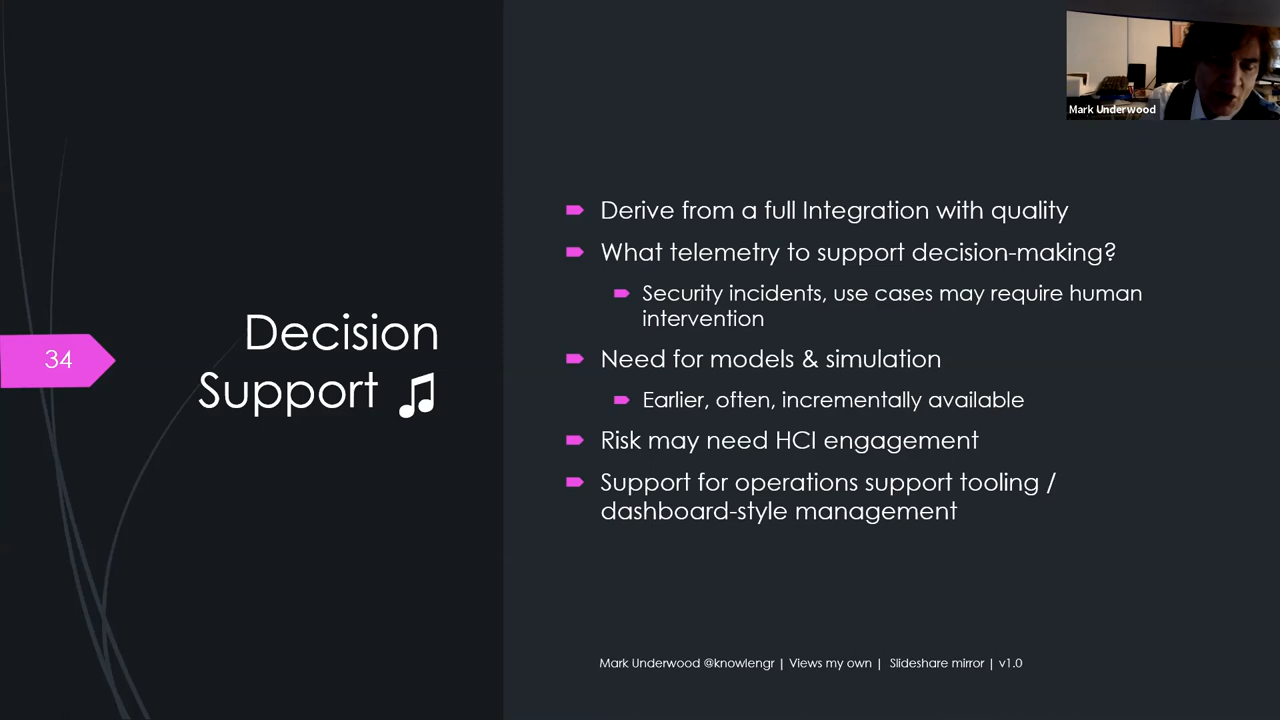 Mark Underwood
34
Decision
Support ♫
Derive from a full Integration with quality
What telemetry to support decision-making?
Security incidents, use cases may require human
intervention
Need for models & simulation
Earlier, often, incrementally available
Risk may need HCI engagement
Support for operations support tooling /
dashboard-style management
Mark Underwood @knowlengr | Views my own | Slideshare mirror | v1.0